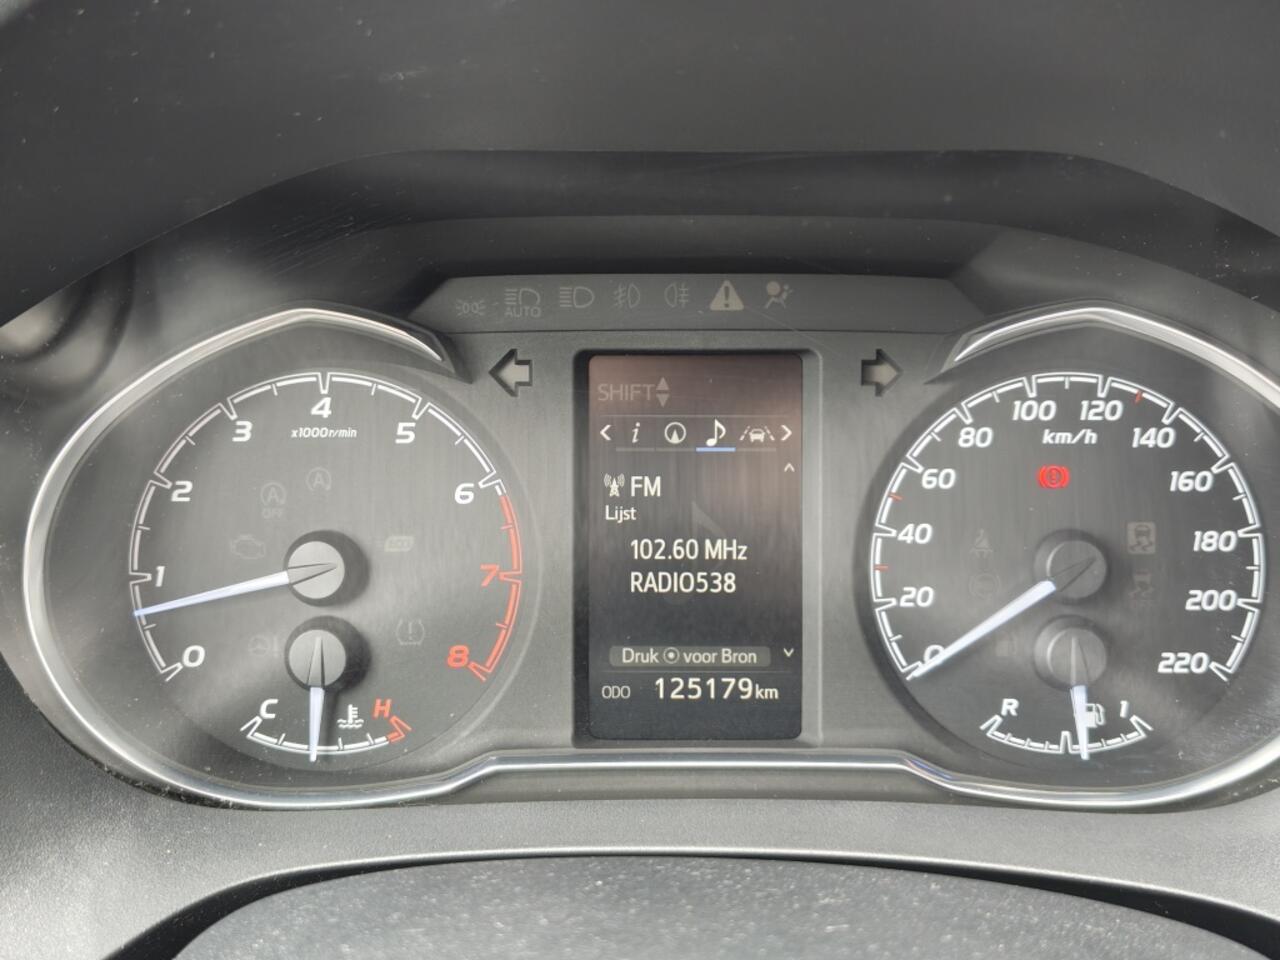 AUTO
SHIFT
i
FM
Lijst
102.60 MHz
RADIO538
Druk voor Bron
ODO 125179 km
0
1
2
3
4
5
6
7
8
x1000r/min
A
OFF
A
C
H
0
20
40
60
80
100
120
140
160
180
200
220
km/h
R
1